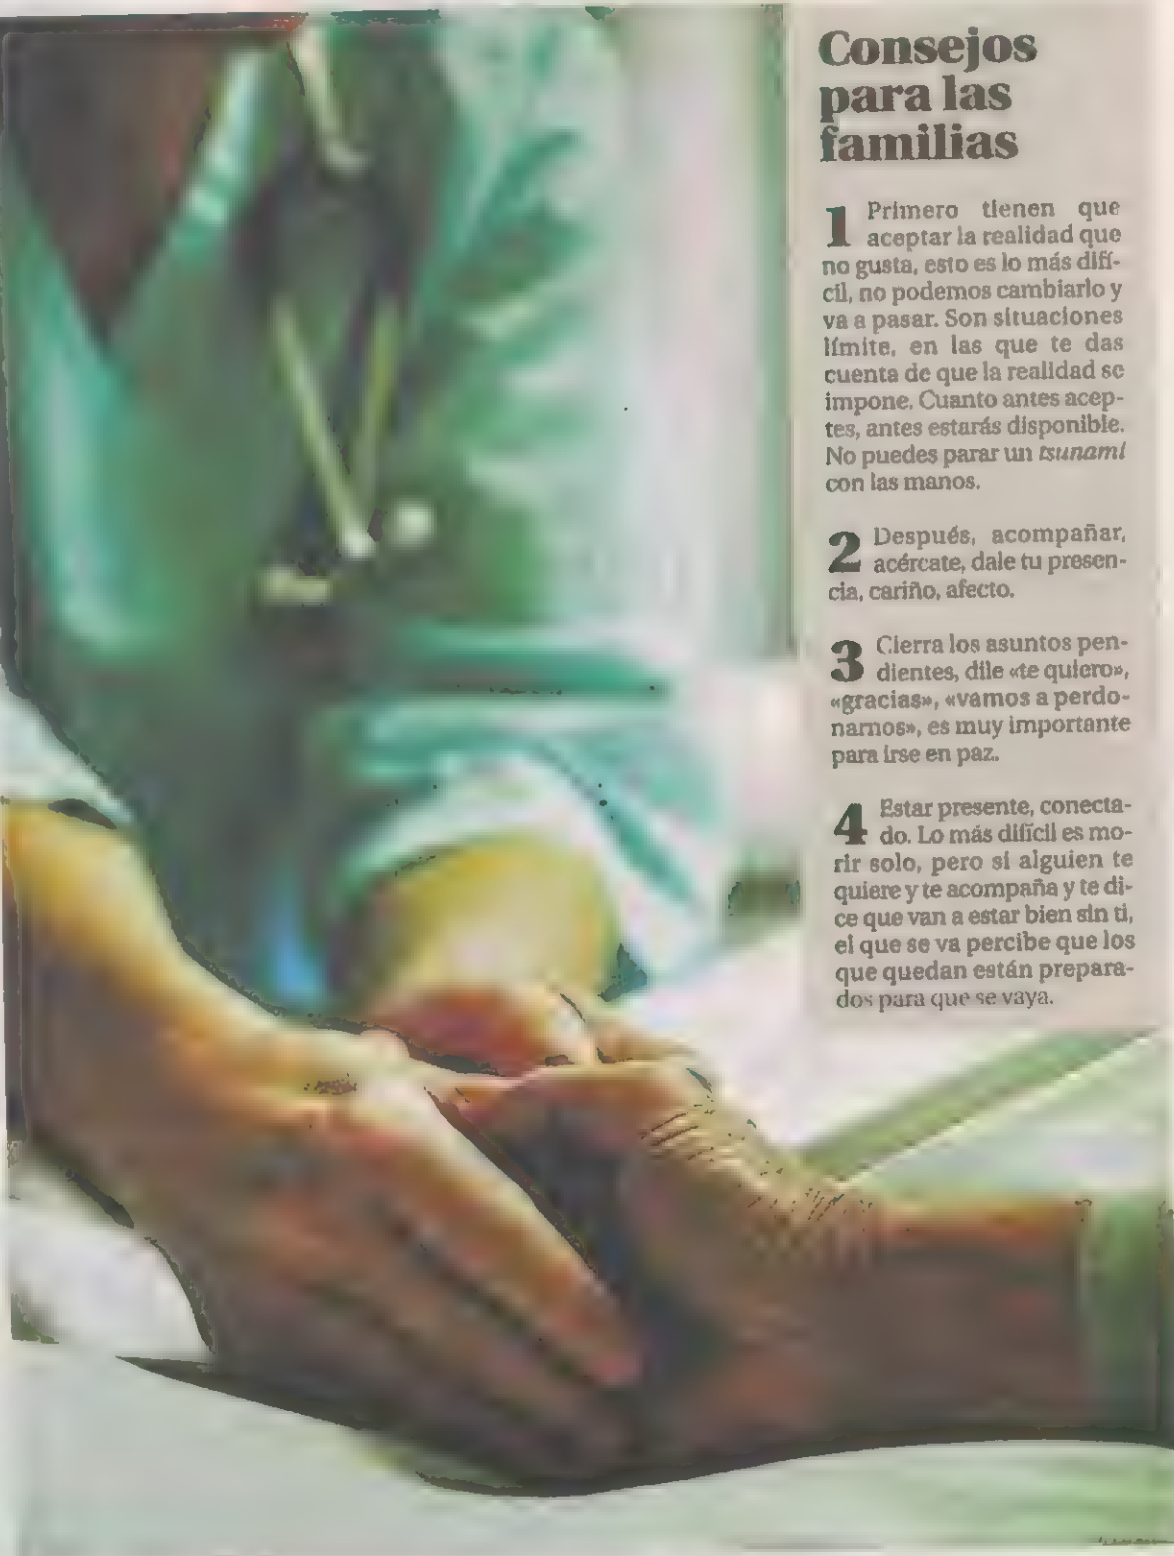 Consejos
para las
familias
1 Primero tienen que
aceptar la realidad que
no gusta, esto es lo más difí-
cil, no podemos cambiarlo y
va a pasar. Son situaciones
límite, en las que te das
cuenta de que la realidad se
impone. Cuanto antes acep-
tes, antes estarás disponible.
No puedes parar un tsunami
con las manos.
2 Después, acompañar,
acércate, dale tu presen-
cia, cariño, afecto.
3 Cierra los asuntos pen-
dientes, dile «te quiero»,
«gracias», «vamos a perdo-
narnos», es muy importante
para irse en paz.
4 Estar presente, conecta-
do. Lo más difícil es mo-
rir solo, pero si alguien te
quiere y te acompaña y te di-
ce que van a estar bien sin ti,
el que se va percibe que los
que quedan están prepara-
dos para que se vaya.